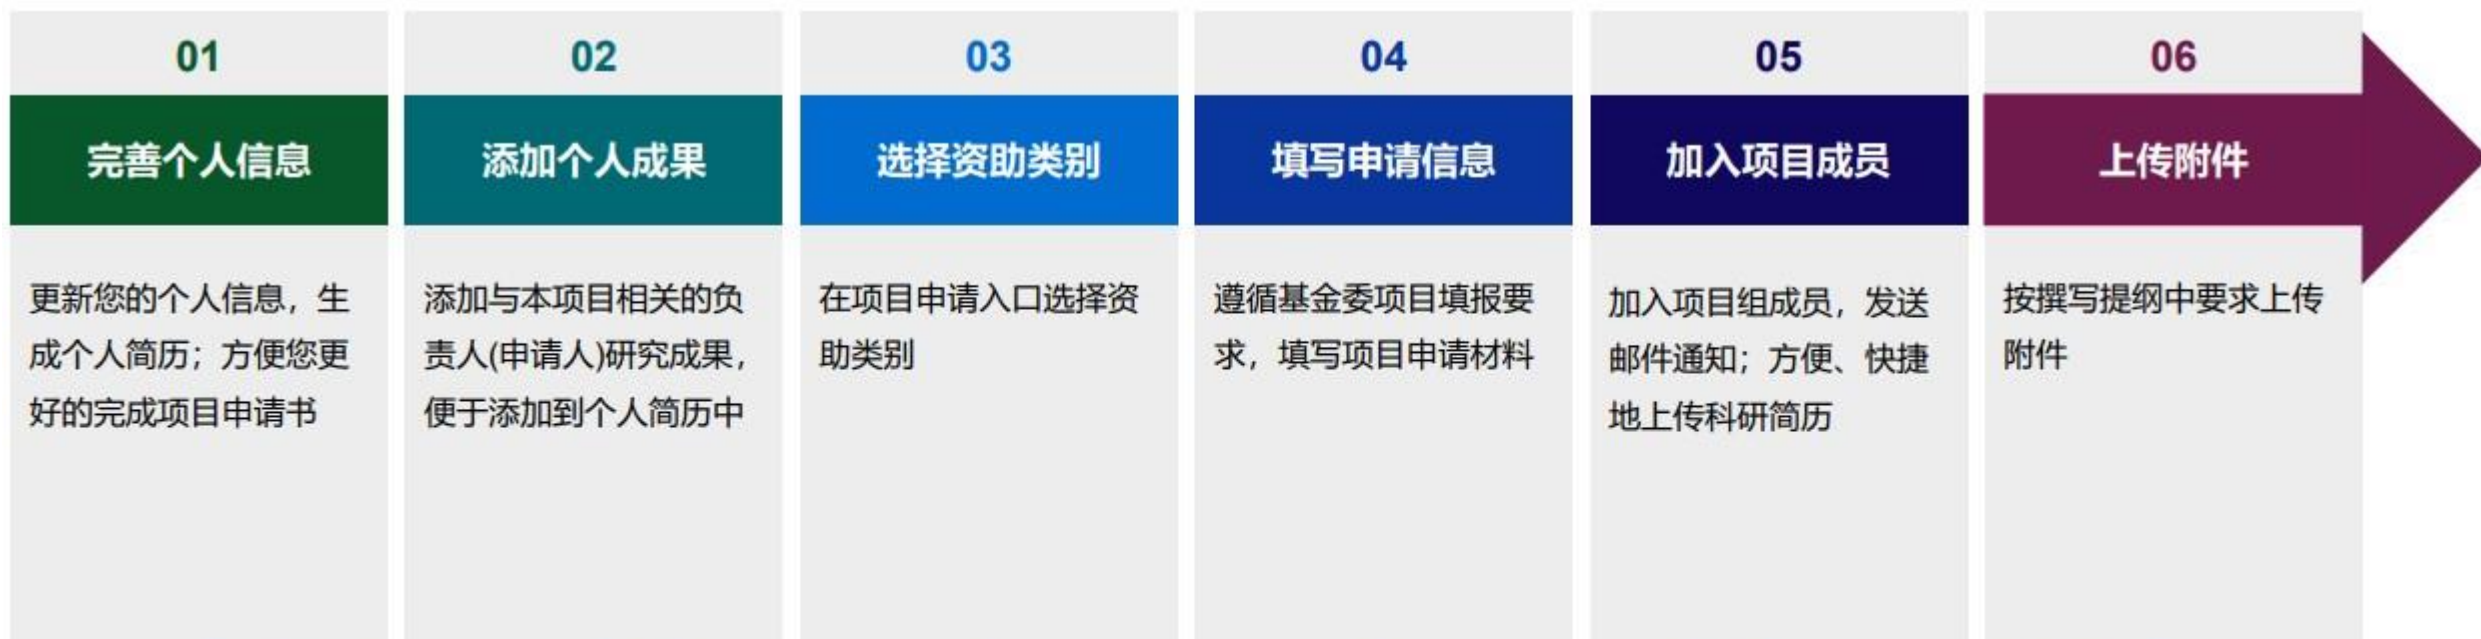 01
完善个人信息
更新您的个人信息，生
成个人简历；方便您更
好的完成项目申请书
02
添加个人成果
添加与本项目相关的负
责人(申请人)研究成果，
便于添加到个人简历中
03
选择资助类别
在项目申请入口选择资
助类别
04
填写申请信息
遵循基金委项目填报要
求，填写项目申请材料
05
加入项目成员
加入项目组成员，发送
邮件通知；方便、快捷
地上传科研简历
06
上传附件
按撰写提纲中要求上传
附件